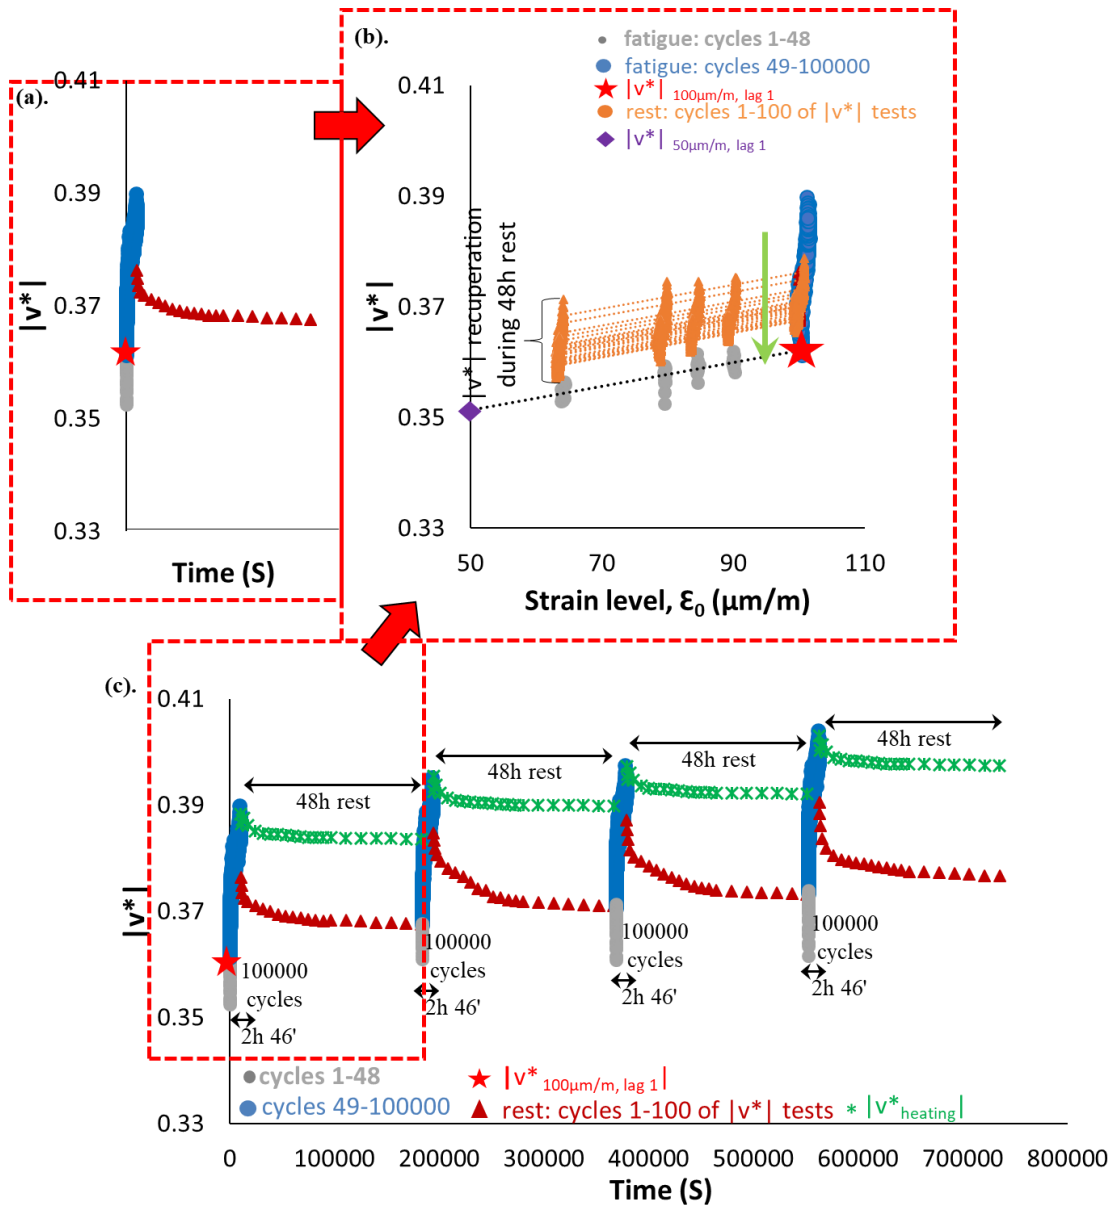 (a).
0.41
0.39
0.37
0.35
0.33
|v*|
Time (S)
(b).
fatigue: cycles 1-48
fatigue: cycles 49-100000
|v*| 100µm/m, lag 1
rest: cycles 1-100 of |v*| tests
|v*| 50µm/m, lag 1
0.41
0.39
0.37
0.35
0.33
|v*|
|v*| recuperation
during 48h rest
50
70
90
110
Strain level, Ɛ0 (µm/m)
(c).
0.41
0.39
0.37
0.35
0.33
|v*|
48h rest
48h rest
48h rest
48h rest
100000
cycles
2h 46'
100000
cycles
2h 46'
100000
cycles
2h 46'
100000
cycles
2h 46'
cycles 1-48
|v* 100µm/m, lag 1|
cycles 49-100000
rest: cycles 1-100 of |v*| tests
|v*heating|
0
100000
200000
300000
400000
500000
600000
700000
800000
Time (S)